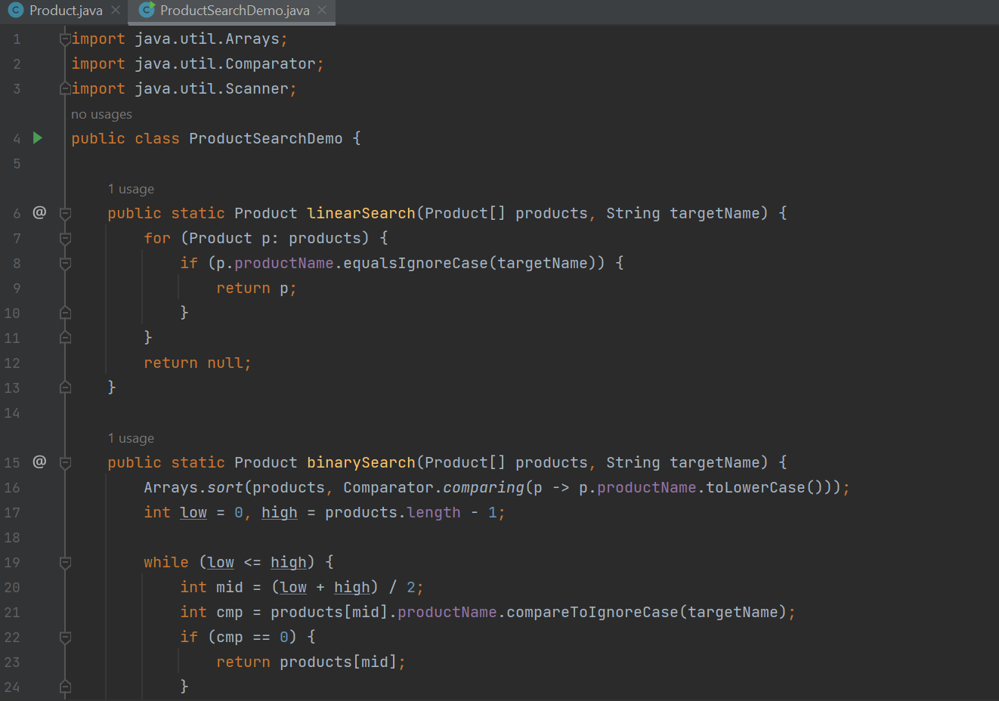 Product.java ProductSearchDemo.java
1 import java.util.Arrays;
2 import java.util.Comparator;
3 import java.util.Scanner;
no usages
4 public class ProductSearchDemo {
5
1 usage
6 @ public static Product linearSearch(Product[] products, String targetName) {
7 for (Product p: products) {
8 if (p.productName.equalsIgnoreCase(targetName)) {
9 return p;
10 }
11 }
12 return null;
13 }
14
1 usage
15 @ public static Product binarySearch(Product[] products, String targetName) {
16 Arrays.sort(products, Comparator.comparing(p -> p.productName.toLowerCase()));
17 int low = 0, high = products.length - 1;
18
19 while (low <= high) {
20 int mid = (low + high) / 2;
21 int cmp = products[mid].productName.compareToIgnoreCase(targetName);
22 if (cmp == 0) {
23 return products[mid];
24 }